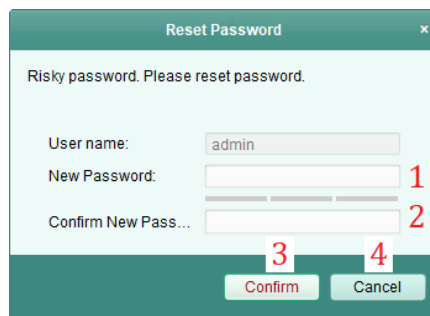 Reset Password ×
Risky password. Please reset password.
User name: admin
New Password: 1
Confirm New Pass... 2
3 4
Confirm Cancel